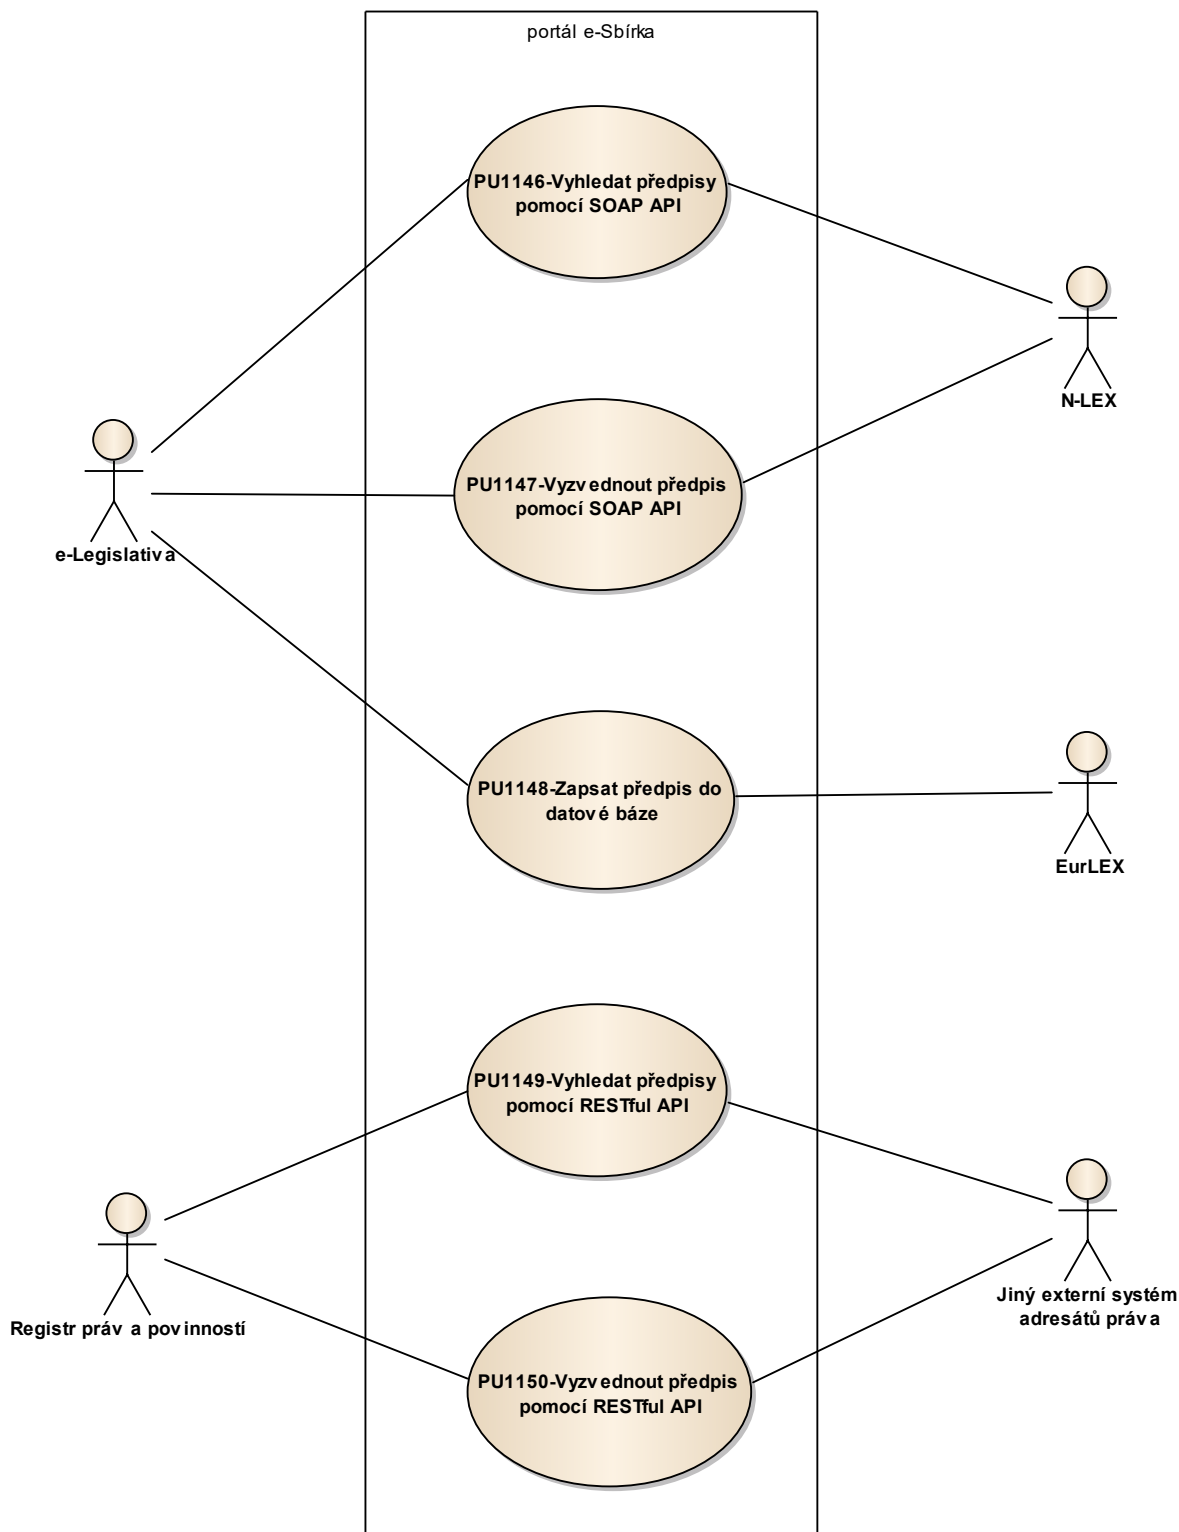 portál e-Sbírka
PU1146-Vyhledat předpisy
pomocí SOAP API
N-LEX
PU1147-Vyzvednout předpis
pomocí SOAP API
e-Legislativa
PU1148-Zapsat předpis do
datové báze
EurLEX
PU1149-Vyhledat předpisy
pomocí RESTful API
Jiný externí systém
adresátů práva
Registr práv a povinností
PU1150-Vyzvednout předpis
pomocí RESTful API